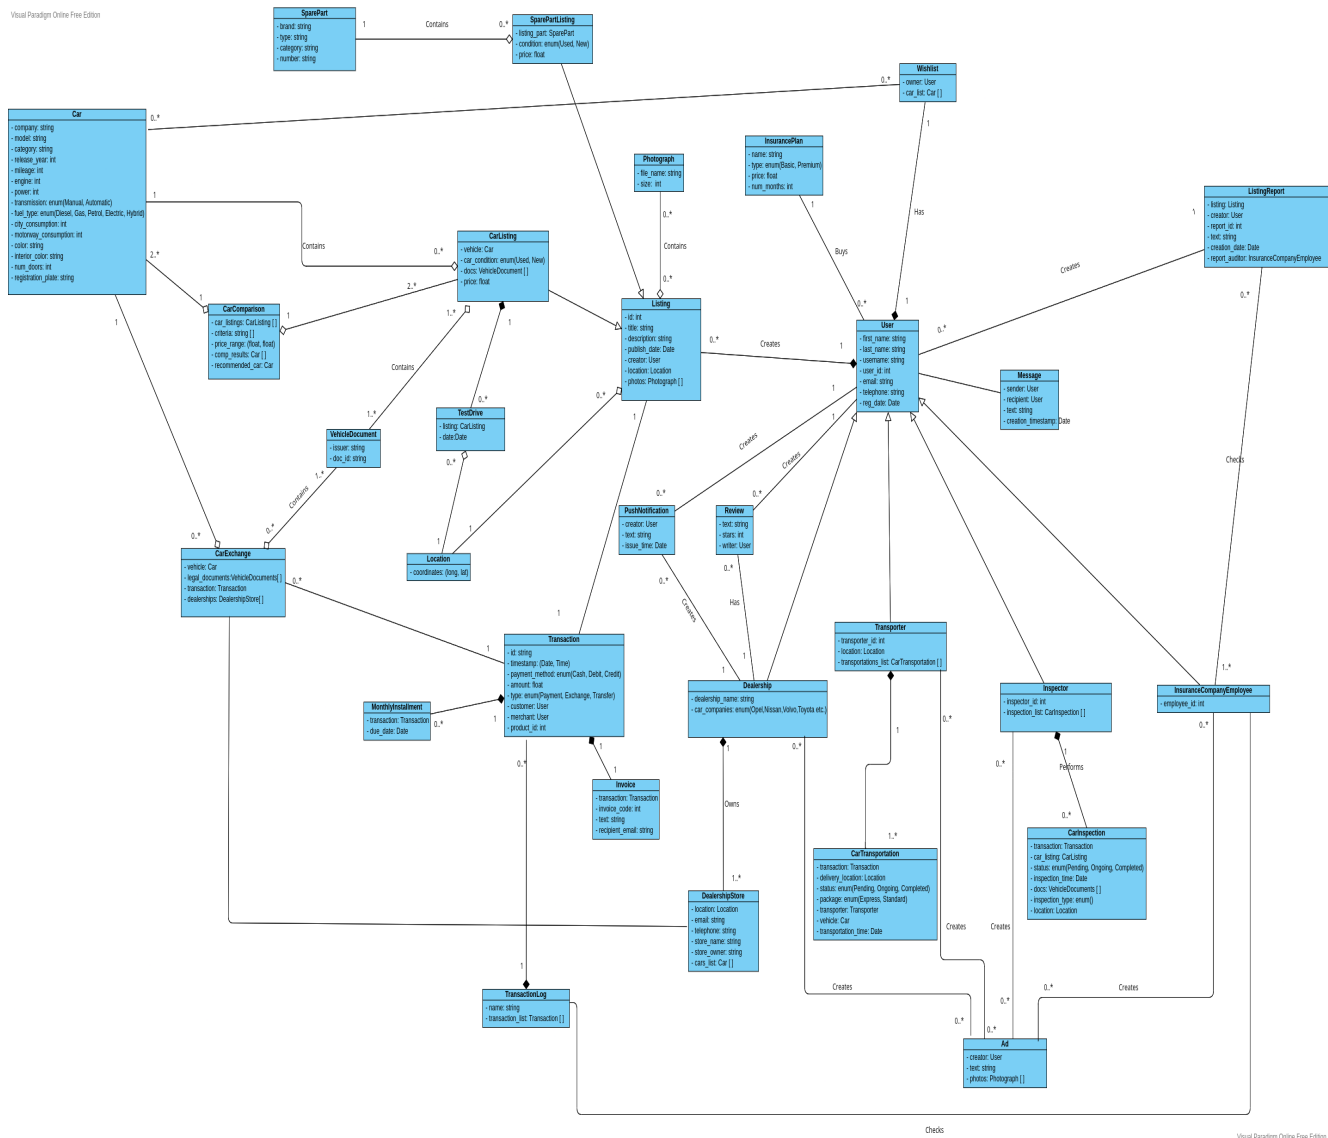 Visual Paradigm Online Free Edition
SparePart
- brand: string
- type: string
- category: string
- number: string
1
Contains
0..*
SparePartListing
- listing_part: SparePart
- condition: enum(Used, New)
- price: float
Wishlist
- owner: User
- car_list: Car [ ]
0..*
1
Has
1
Car
- company: string
- model: string
- category: string
- release_year: int
- mileage: int
- engine: int
- power: int
- transmission: enum(Manual, Automatic)
- fuel_type: enum(Diesel, Gas, Petrol, Electric, Hybrid)
- city_consumption: int
- motorway_consumption: int
- color: string
- interior_color: string
- num_doors: int
- registration_plate: string
0..*
1
Contains
0..*
2..*
1
1
InsurancePlan
- name: string
- type: enum(Basic, Premium)
- price: float
- num_months: int
1
Buys
0..*
Photograph
- file_name: string
- size: int
0..*
Contains
0..*
ListingReport
- listing: Listing
- creator: User
- report_id: int
- text: string
- creation_date: Date
- report_auditor: InsuranceCompanyEmployee
Creates
0..*
0..*
Checks
1..*
CarListing
- vehicle: Car
- car_condition: enum(Used, New)
- docs: VehicleDocument [ ]
- price: float
2..*
1
1..*
1
Contains
1..*
0..*
CarComparison
- car_listings: CarListing [ ]
- criteria: string [ ]
- price_range: (float, float)
- comp_results: Car [ ]
- recommended_car: Car
Listing
- id: int
- title: string
- description: string
- publish_date: Date
- creator: User
- location: Location
- photos: Photograph [ ]
0..*
Creates
1
0..*
1
1
1
User
- first_name: string
- last_name: string
- username: string
- user_id: int
- email: string
- telephone: string
- reg_date: Date
1
Creates
0..*
1
Creates
0..*
Message
- sender: User
- recipient: User
- text: string
- creation_timestamp: Date
TestDrive
- listing: CarListing
- date:Date
0..*
1
VehicleDocument
- issuer: string
- doc_id: string
1..*
Contains
0..*
PushNotification
- creator: User
- text: string
- issue_time: Date
0..*
Creates
1
Review
- text: string
- stars: int
- writer: User
0..*
Has
1
Location
- coordinates: (long, lat)
0..*
CarExchange
- vehicle: Car
- legal_documents:VehicleDocuments[ ]
- transaction: Transaction
- dealerships: DealershipStore[ ]
0..*
1
Transaction
- id: string
- timestamp: (Date, Time)
- payment_method: enum(Cash, Debit, Credit)
- amount: float
- type: enum(Payment, Exchange, Transfer)
- customer: User
- merchant: User
- product_id: int
MonthlyInstallment
- transaction: Transaction
- due_date: Date
0..*
1
1
1
0..*
1
Invoice
- transaction: Transaction
- invoice_code: int
- text: string
- recipient_email: string
Dealership
- dealership_name: string
- car_companies: enum(Opel,Nissan,Volvo,Toyota etc.)
1
Owns
1..*
0..*
Creates
0..*
Transporter
- transporter_id: int
- location: Location
- transportations_list: CarTransportation [ ]
1
1..*
0..*
Creates
0..*
Inspector
- inspector_id: int
- inspection_list: CarInspection [ ]
0..*
Creates
0..*
1
Performs
0..*
InsuranceCompanyEmployee
- employee_id: int
0..*
Creates
0..*
CarInspection
- transaction: Transaction
- car_listing: CarListing
- status: enum(Pending, Ongoing, Completed)
- inspection_time: Date
- docs: VehicleDocuments [ ]
- inspection_type: enum()
- location: Location
CarTransportation
- transaction: Transaction
- delivery_location: Location
- status: enum(Pending, Ongoing, Completed)
- package: enum(Express, Standard)
- transporter: Transporter
- vehicle: Car
- transportation_time: Date
DealershipStore
- location: Location
- email: string
- telephone: string
- store_name: string
- store_owner: string
- cars_list: Car [ ]
TransactionLog
- name: string
- transaction_list: Transaction [ ]
Ad
- creator: User
- text: string
- photos: Photograph [ ]
Checks
Visual Paradigm Online Free Edition